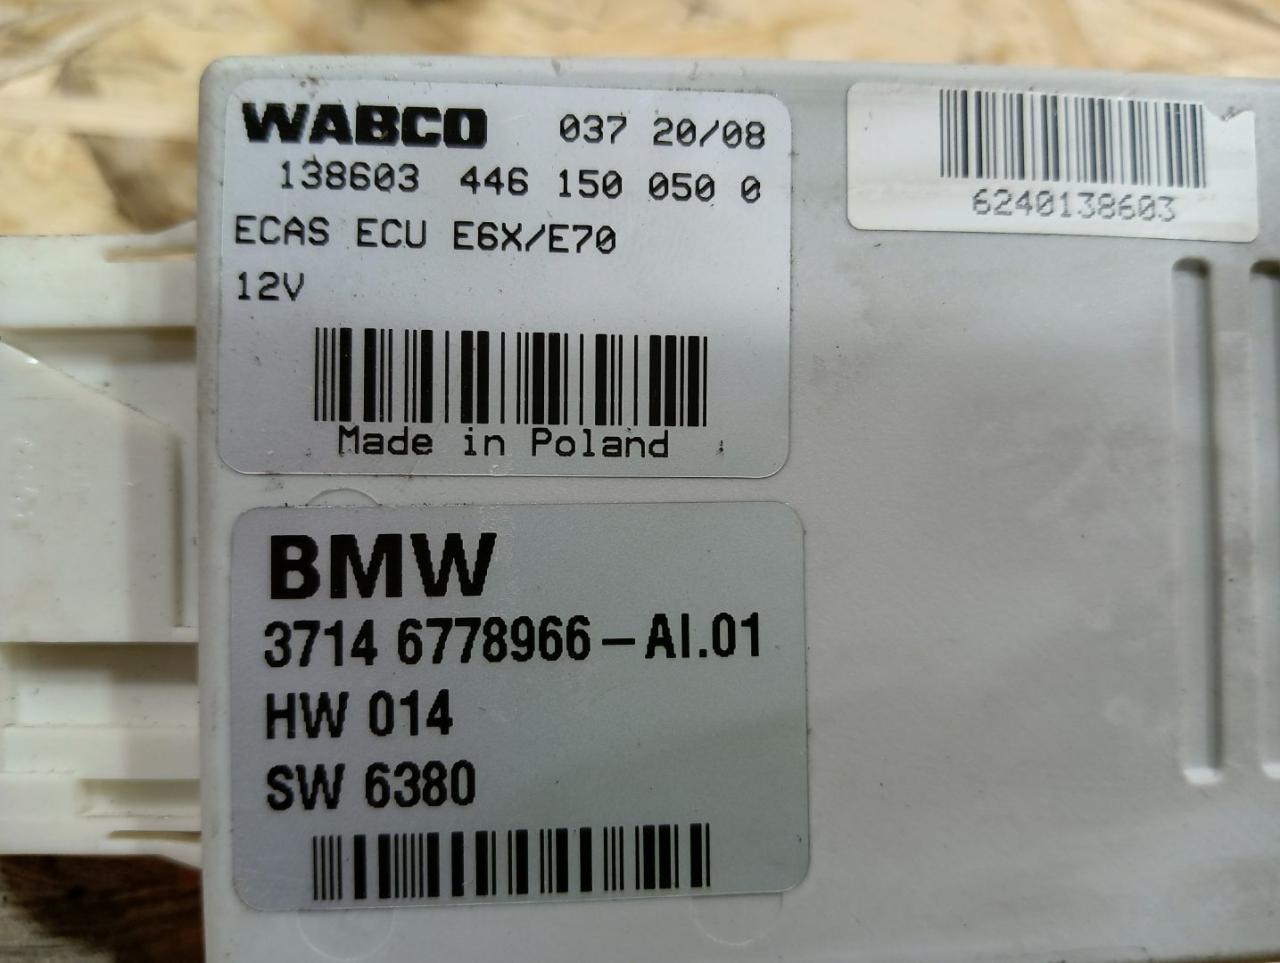 WABCO 037 20/08
138603 446 150 050 0
ECAS ECU E6X/E70
12V
Made in Poland
6240138603
BMW
3714 6778966-AI.01
HW 014
SW 6380